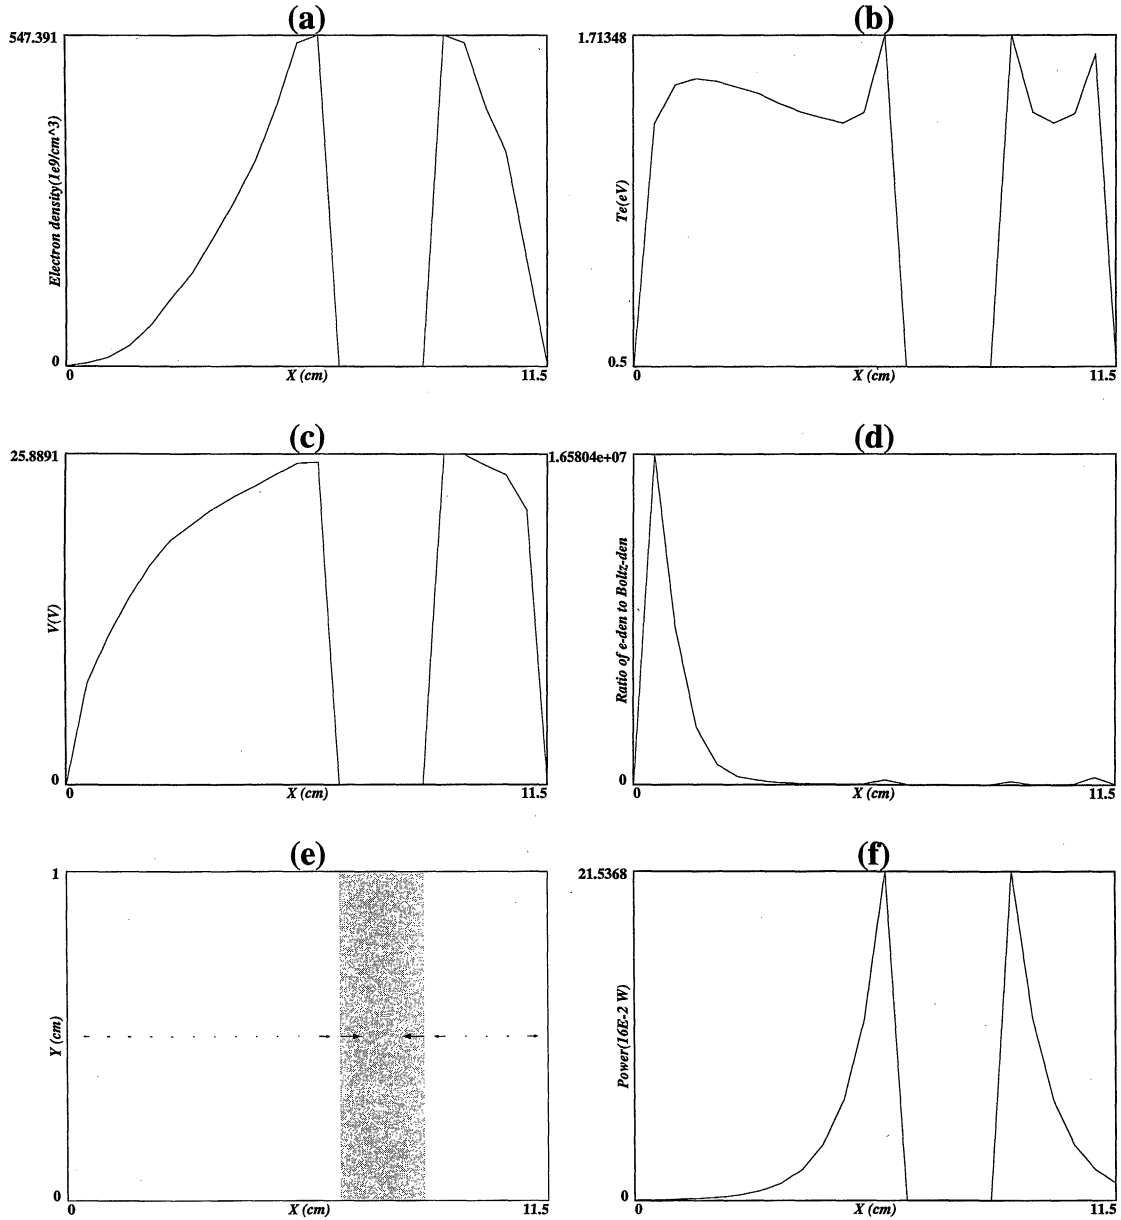 (a)
547.391
Electron density(1e9/cm^3)
0
0
X (cm)
11.5
(b)
1.71348
Te(eV)
0.5
0
X (cm)
11.5
(c)
25.8891
V(V)
0
0
X (cm)
11.5
(d)
1.65804e+07
Ratio of e-den to Boltz-den
0
0
X (cm)
11.5
(e)
1
Y (cm)
0
0
X (cm)
11.5
(f)
21.5368
Power(16E-2 W)
0
0
X (cm)
11.5